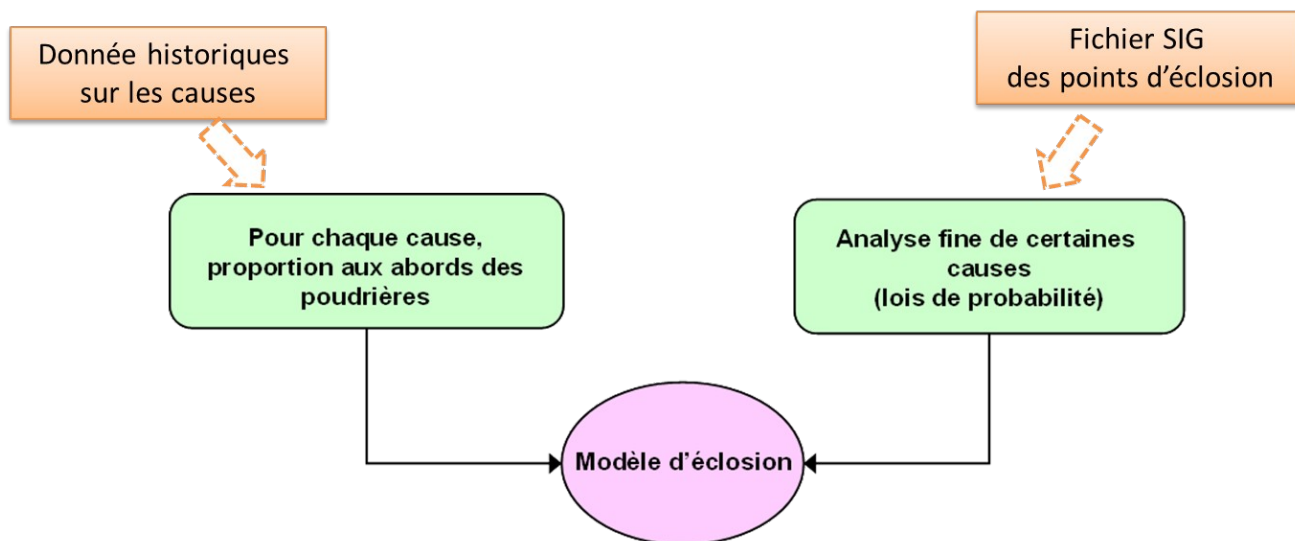 Donnée historiques
sur les causes
Fichier SIG
des points d’éclosion
Pour chaque cause,
proportion aux abords des
poudrières
Analyse fine de certaines
causes
(lois de probabilité)
Modèle d’éclosion